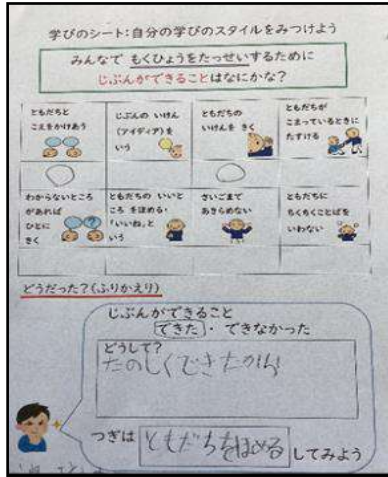 学びのシート：自分の学びのスタイルをみつけよう
みんなで もくひょうをたっせいするために
じぶんができることはなにかな？
ともだちと
こえをかけあう
じぶんの いけん
（アイディア）を
いう
ともだちの
いけんを きく
ともだちが
こまっているときに
たすける
わからないところ
があれば
ひとに
きく
ともだちの いいと
ころ をほめる・
「いいね」と
いう
さいごまで
あきらめない
ともだちに
ちくちくことばを
いわない
どうだった？（ふりかえり）
じぶんができること
できた ・ できなかった
どうして？
たのしくできたから
つぎは ともだちをほめる してみよう